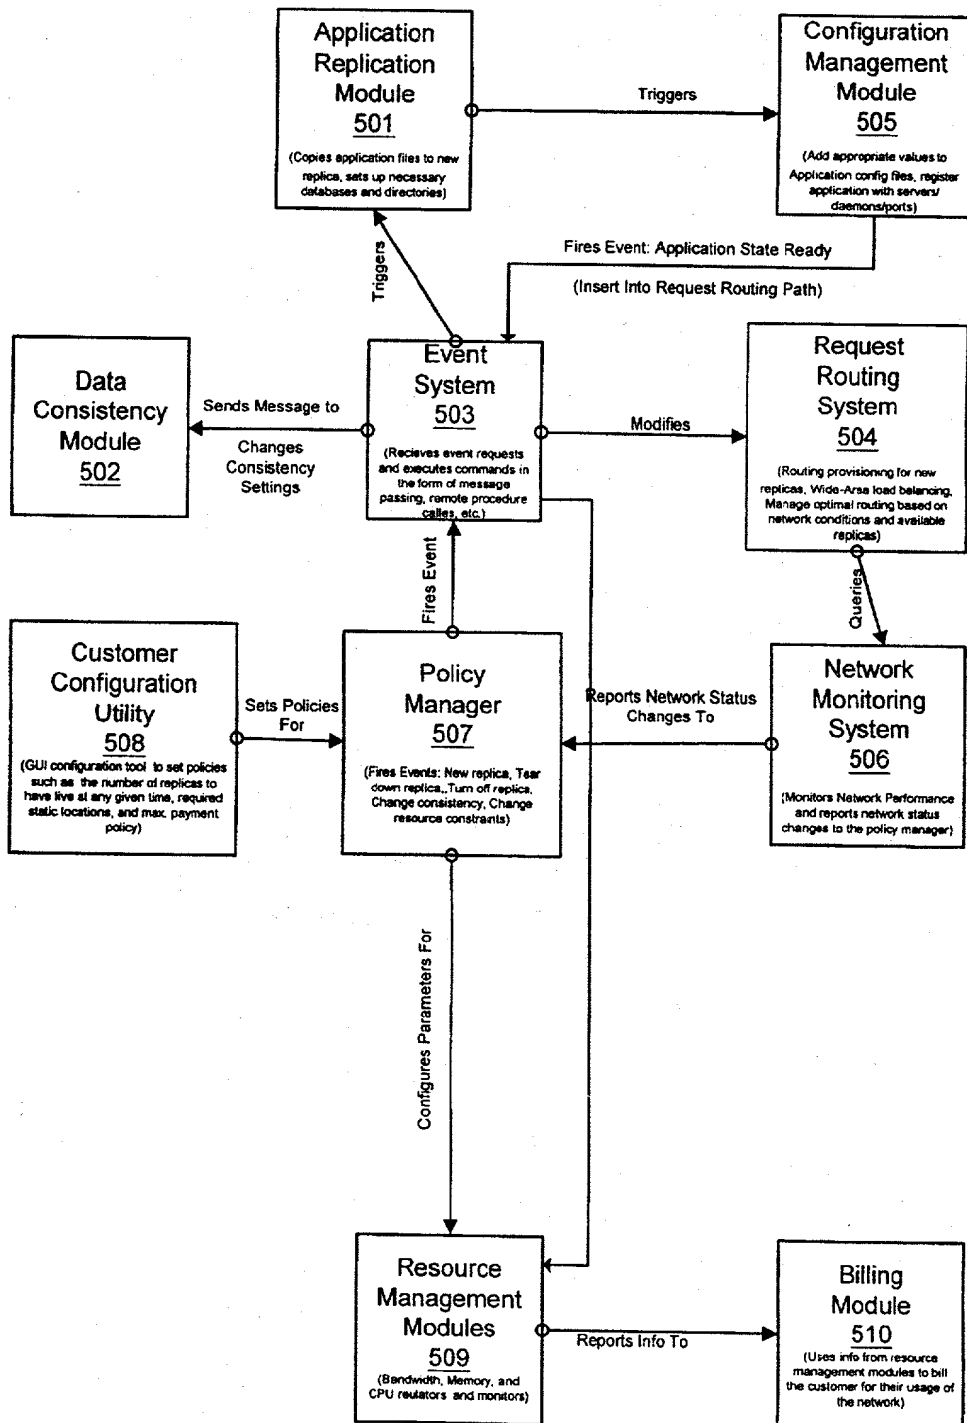 Application
Replication
Module
501
(Copies application files to new
replica, sets up necessary
databases and directories)
Triggers
Configuration
Management
Module
505
(Add appropriate values to
Application config files, register
application with servers/
daemons/ports)
Triggers
Fires Event: Application State Ready
(Insert Into Request Routing Path)
Data
Consistency
Module
502
Sends Message to
Changes
Consistency
Settings
Event
System
503
(Recieves event requests
and executes commands in
the form of message
passing, remote procedure
calles, etc.)
Modifies
Request
Routing
System
504
(Routing provisioning for new
replicas, Wide-Area load balancing,
Manage optimal routing based on
network conditions and available
replicas)
Fires Event
Queries
Customer
Configuration
Utility
508
(GUI configuration tool to set policies
such as the number of replicas to
have live at any given time, required
static locations, and max. payment
policy)
Sets Policies
For
Policy
Manager
507
(Fires Events: New replica, Tear
down replica,,Turn off replica,
Change consistency, Change
resource constraints)
Reports Network Status
Changes To
Network
Monitoring
System
506
(Monitors Network Performance
and reports network status
changes to the policy manager)
Configures Parameters For
Resource
Management
Modules
509
(Bandwidth, Memory, and
CPU reulators and monitors)
Reports Info To
Billing
Module
510
(Uses info from resource
management modules to bill
the customer for their usage of
the network)